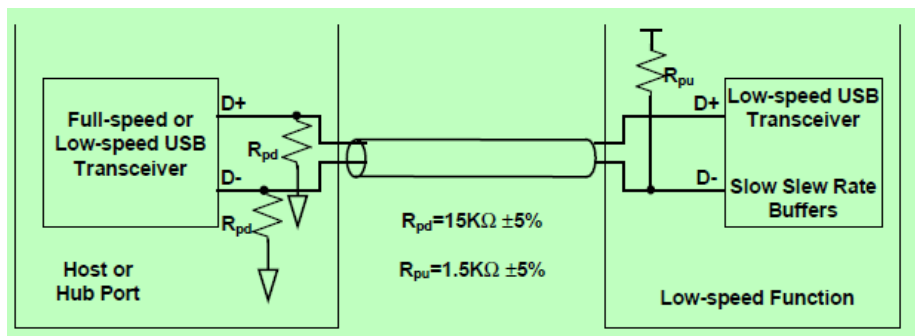 Full-speed or
Low-speed USB
Transceiver
D+
D-
Rpd
Rpd
Host or
Hub Port
Rpd=15KΩ ±5%
Rpu=1.5KΩ ±5%
Rpu
D+
D-
Low-speed USB
Transceiver
Slow Slew Rate
Buffers
Low-speed Function